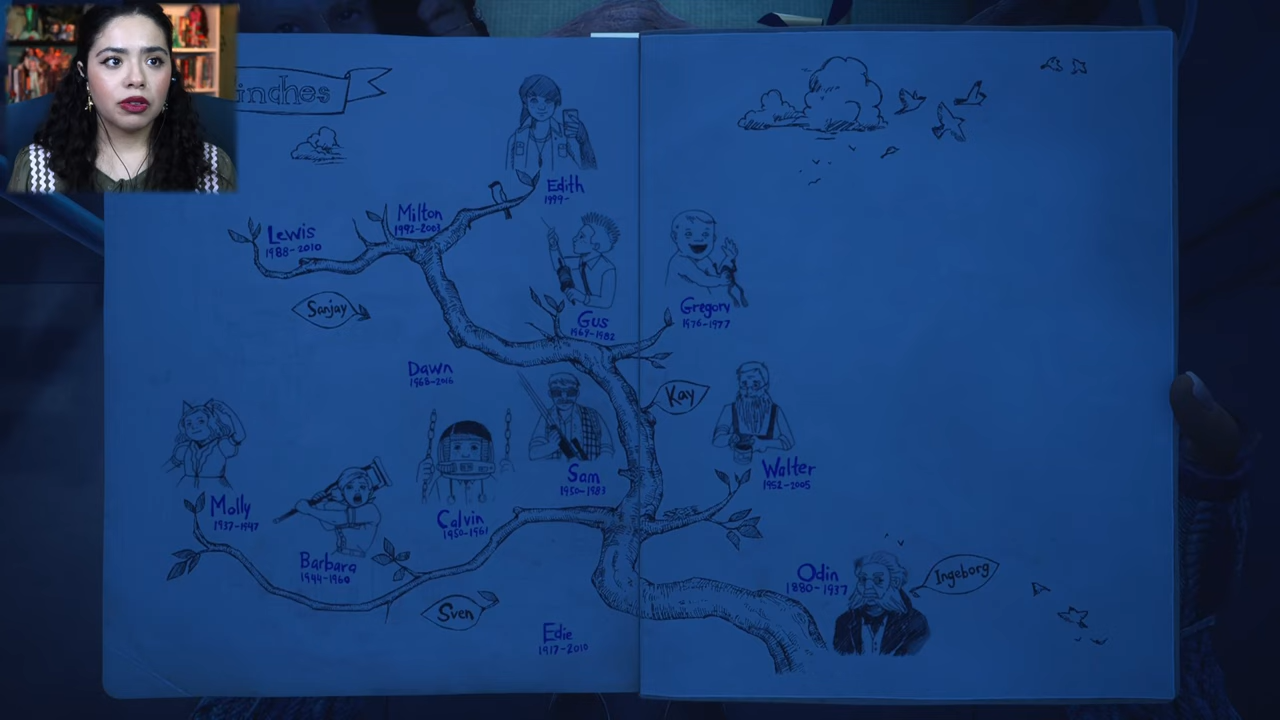 inches
Edith
1999-
Milton
1992-2003
Lewis
1988-2010
Sanjay
Gus
1969-1982
Gregory
1976-1977
Dawn
1968-2016
Kay
Sam
1950-1983
Walter
1952-2005
Molly
1937-1947
Calvin
1950-1961
Barbara
1944-1960
Odin
1880-1937
Ingeborg
Sven
Edie
1917-2010